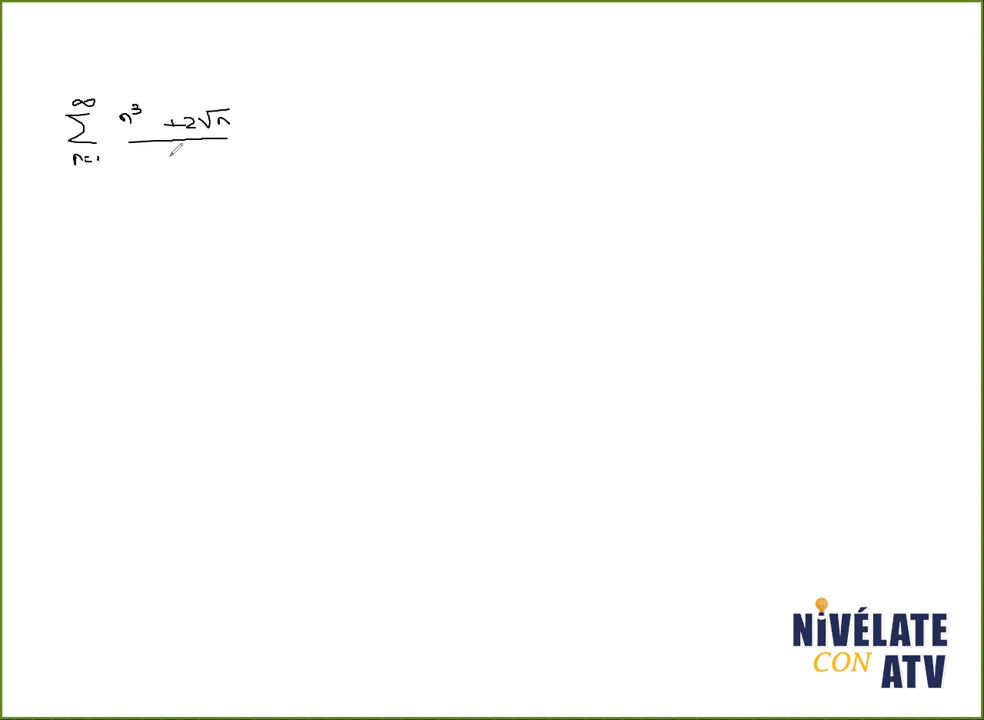 ∞
∑ n³ + 2√n
n=1
NIVÉLATE
CON
ATV